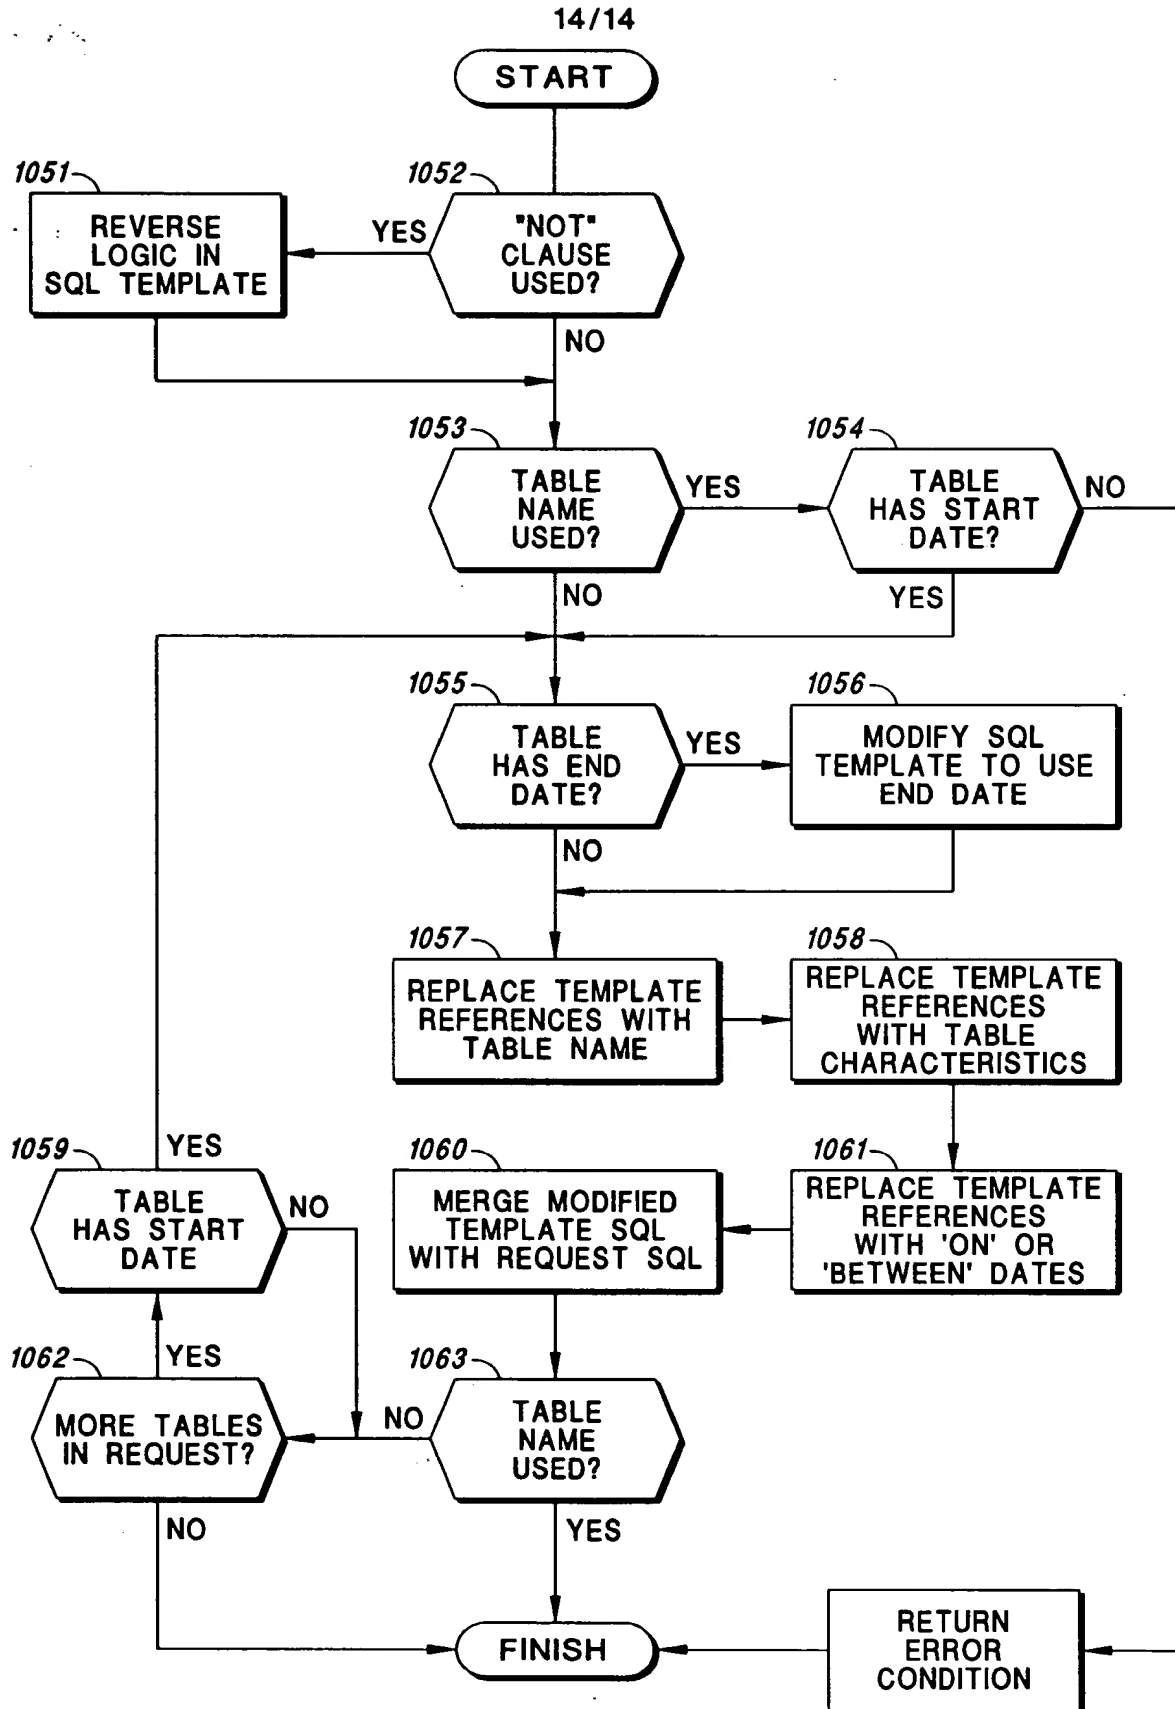 14/14
START
1051
REVERSE
LOGIC IN
SQL TEMPLATE
YES
1052
"NOT"
CLAUSE
USED?
NO
1053
TABLE
NAME
USED?
YES
1054
TABLE
HAS START
DATE?
NO
NO
YES
1055
TABLE
HAS END
DATE?
YES
1056
MODIFY SQL
TEMPLATE TO USE
END DATE
NO
1057
REPLACE TEMPLATE
REFERENCES WITH
TABLE NAME
1058
REPLACE TEMPLATE
REFERENCES
WITH TABLE
CHARACTERISTICS
YES
1059
TABLE
HAS START
DATE
NO
1060
MERGE MODIFIED
TEMPLATE SQL
WITH REQUEST SQL
1061
REPLACE TEMPLATE
REFERENCES
WITH 'ON' OR
'BETWEEN' DATES
YES
1062
MORE TABLES
IN REQUEST?
NO
1063
TABLE
NAME
USED?
NO
YES
FINISH
RETURN
ERROR
CONDITION